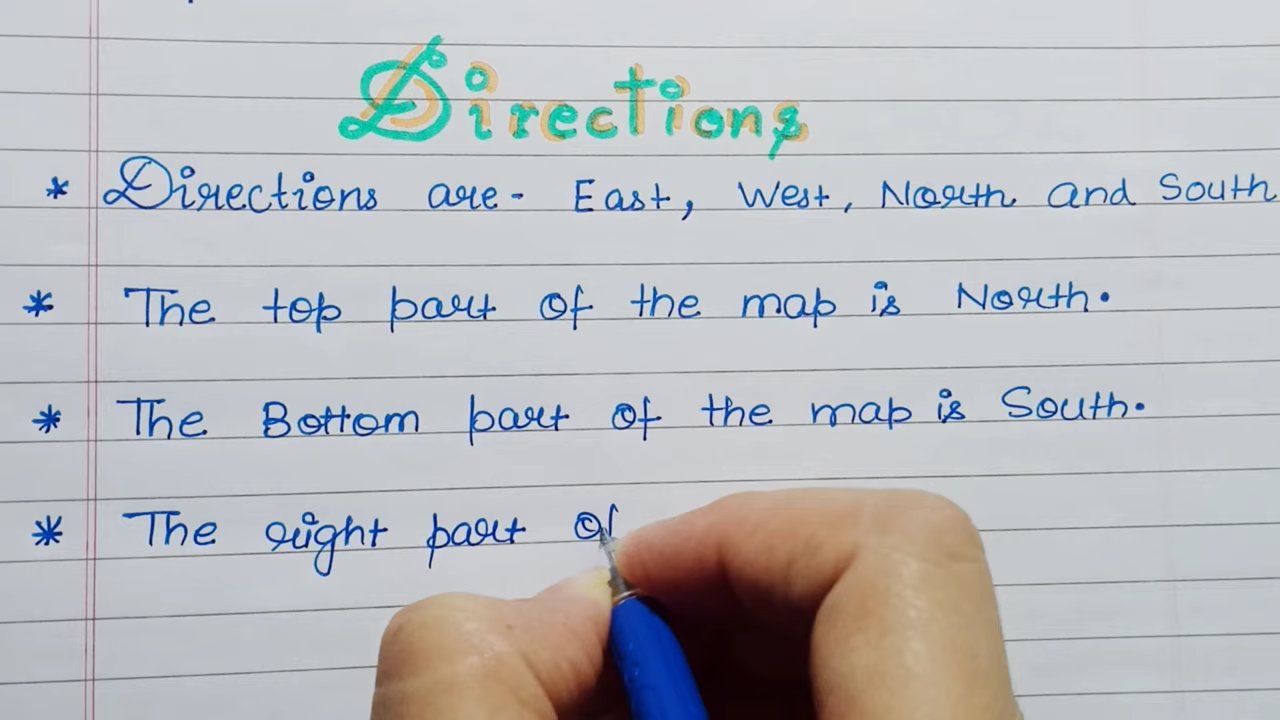 Directions
* Directions are - East, West, North and South
* The top part of the map is North.
* The Bottom part of the map is South.
* The right part of